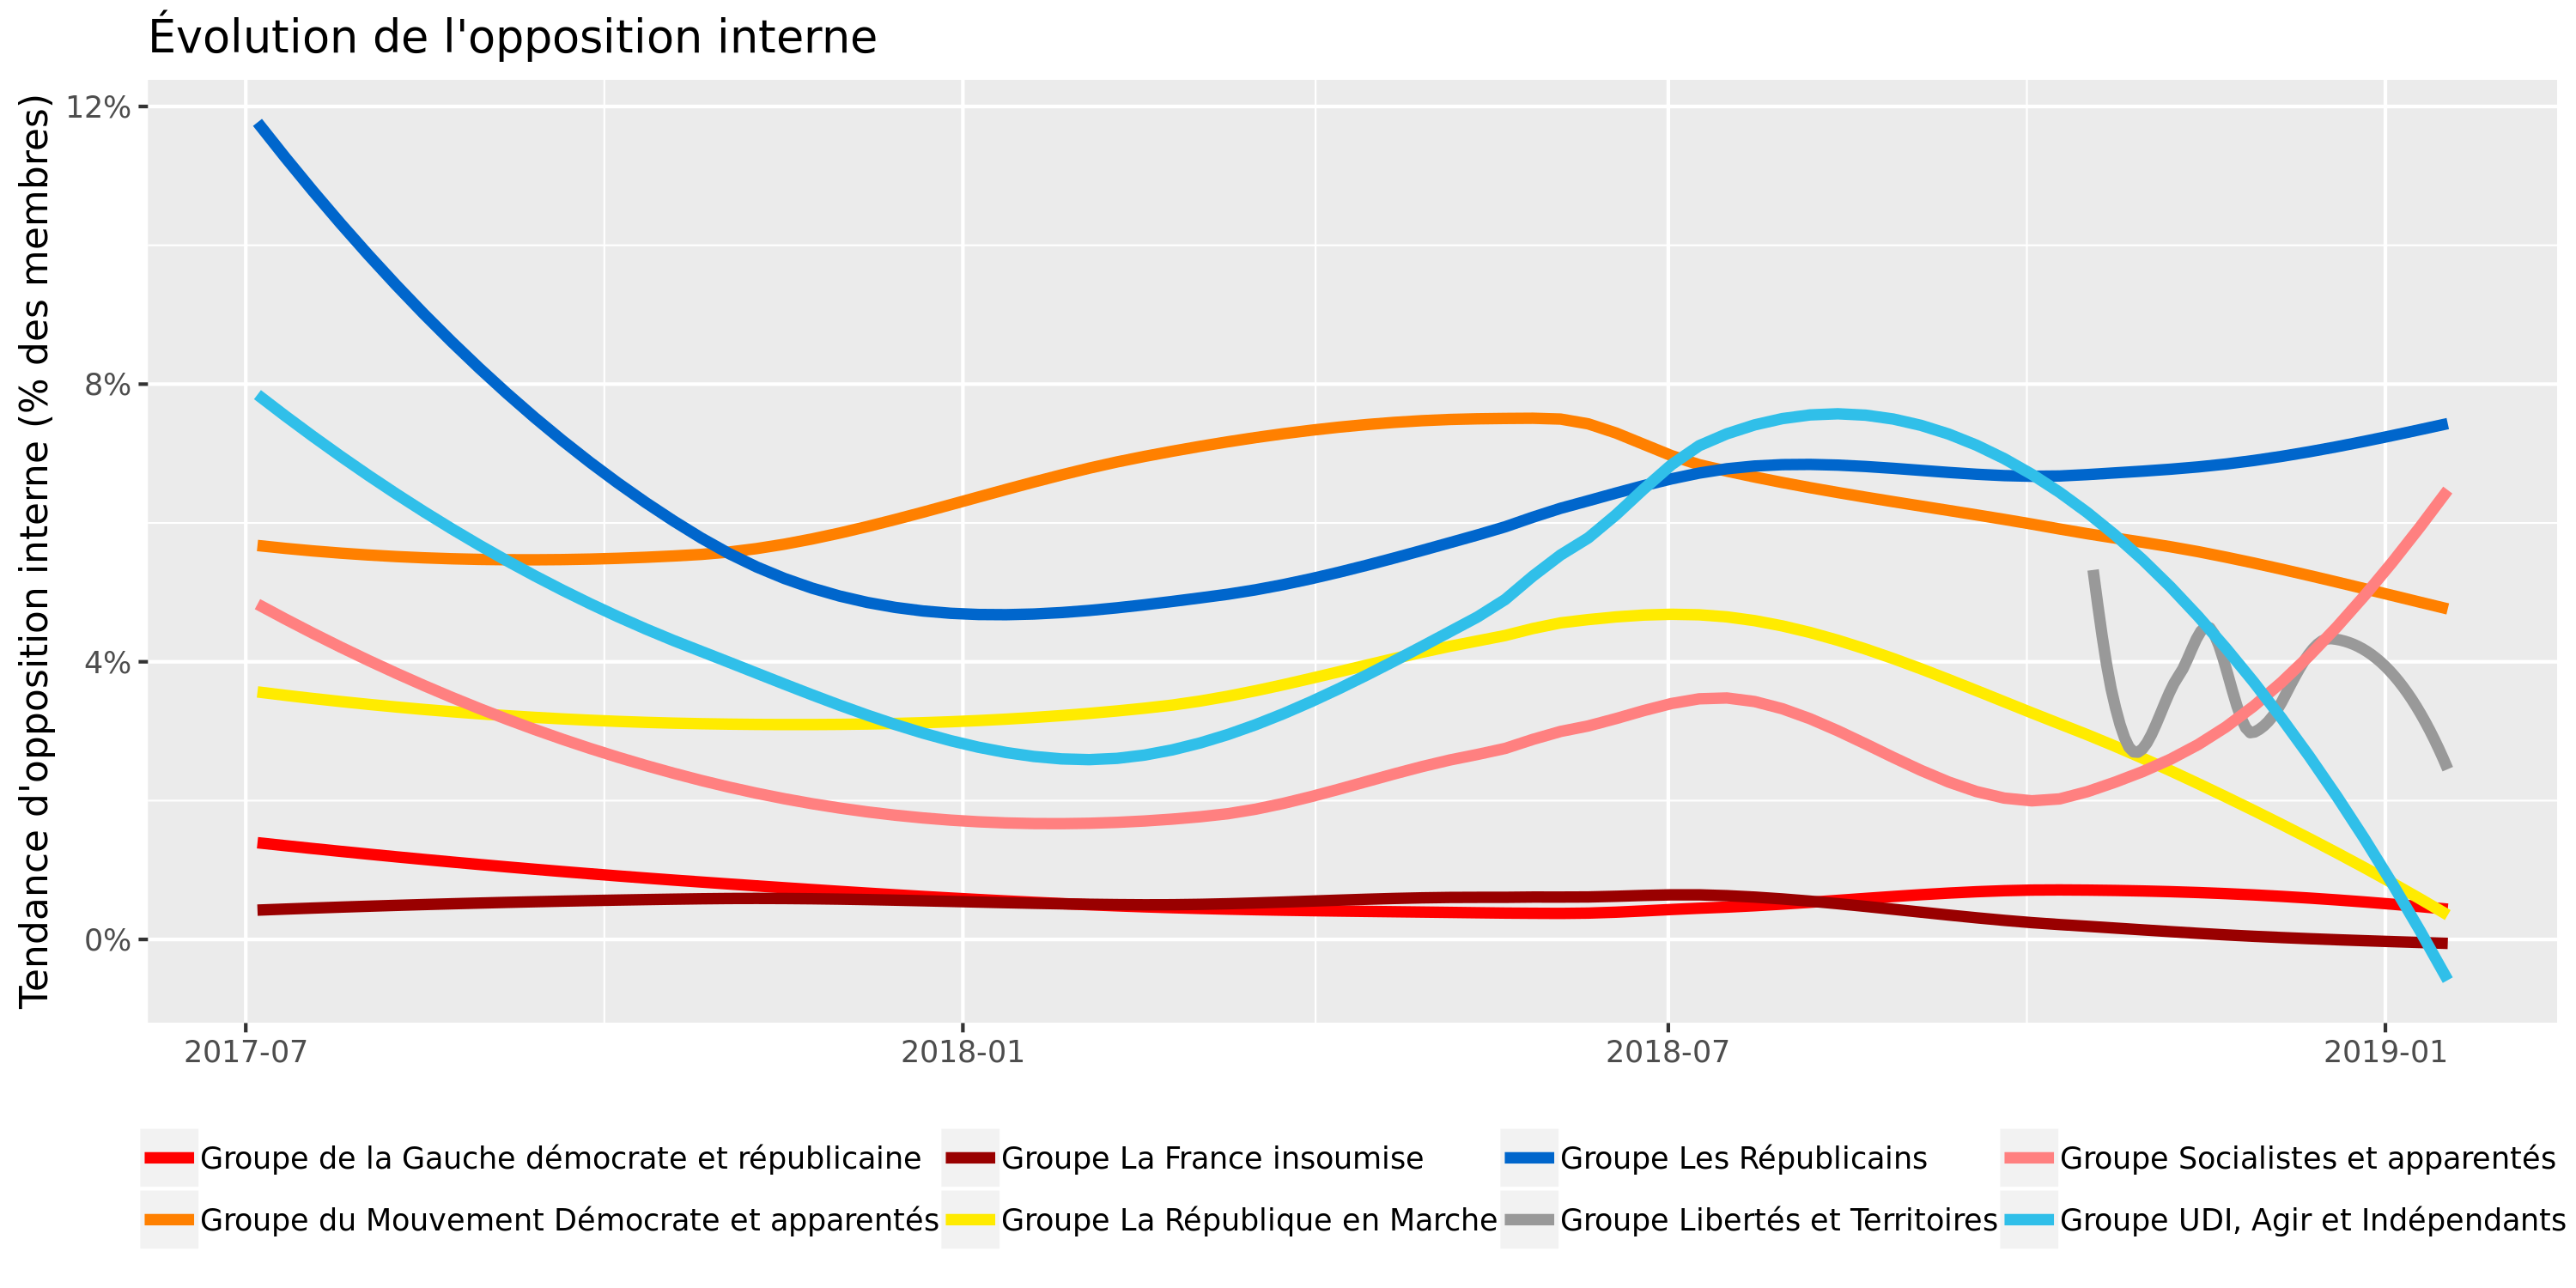 Évolution de l'opposition interne
Tendance d'opposition interne (% des membres)
12%
8%
4%
0%
2017-07
2018-01
2018-07
2019-01
Groupe de la Gauche démocrate et républicaine
Groupe La France insoumise
Groupe Les Républicains
Groupe Socialistes et apparentés
Groupe du Mouvement Démocrate et apparentés
Groupe La République en Marche
Groupe Libertés et Territoires
Groupe UDI, Agir et Indépendants